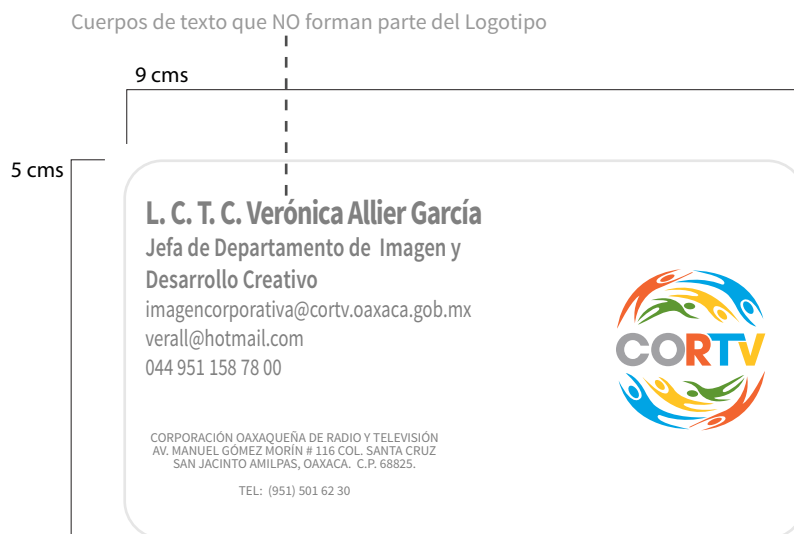 Cuerpos de texto que NO forman parte del Logotipo
9 cms
5 cms
L. C. T. C. Verónica Allier García
Jefa de Departamento de Imagen y
Desarrollo Creativo
imagencorporativa@cortv.oaxaca.gob.mx
verall@hotmail.com
044 951 158 78 00
CORTV
CORPORACIÓN OAXAQUEÑA DE RADIO Y TELEVISIÓN
AV. MANUEL GÓMEZ MORÍN # 116 COL. SANTA CRUZ
SAN JACINTO AMILPAS, OAXACA. C.P. 68825.
TEL: (951) 501 62 30